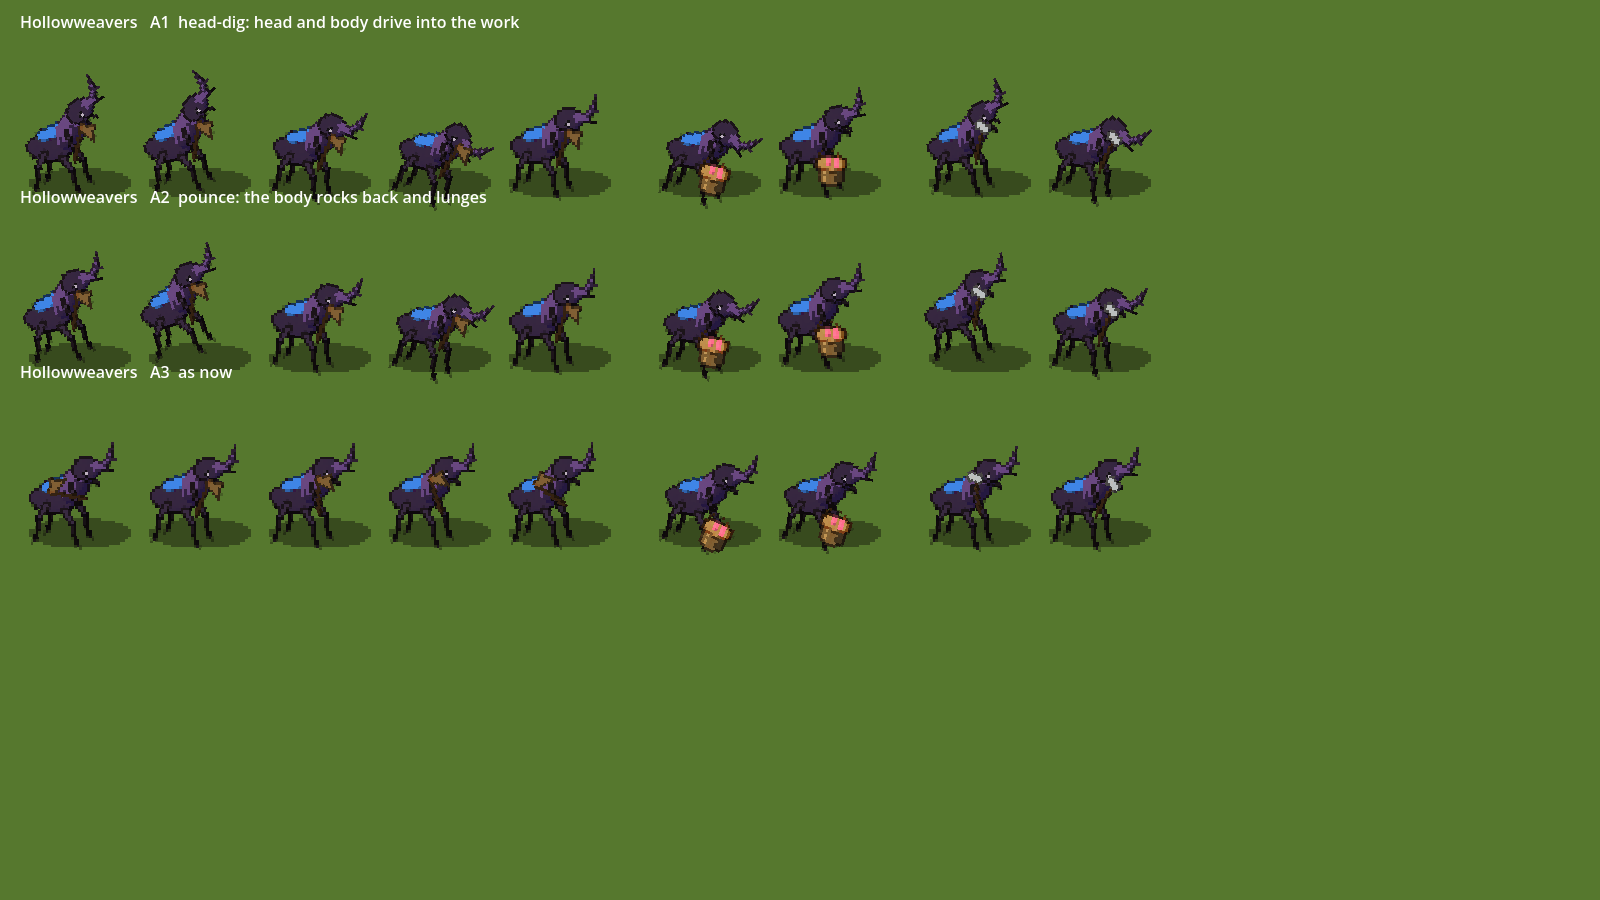 Hollowweavers A1 head-dig: head and body drive into the work
Hollowweavers A2 pounce: the body rocks back and lunges
Hollowweavers A3 as now